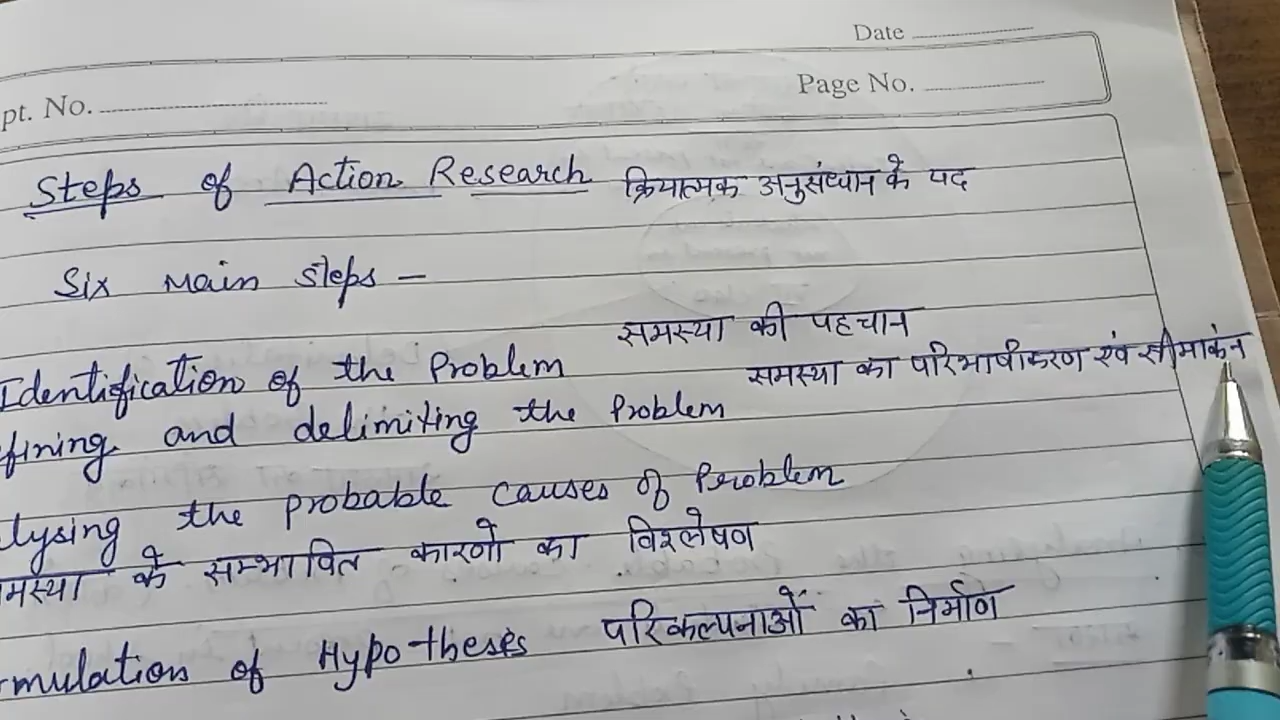 Date
pt. No.
Page No.
Steps of Action Research क्रियात्मक अनुसंधान के पद
Six Main Steps –
Identification of the Problem समस्या की पहचान
fining and delimiting the Problem समस्या का परिभाषीकरण एवं सीमाकंन
lysing the probable causes of Problem
मस्या के सम्भावित कारणो का विश्लेषण
mulation of Hypotheses परिकल्पनाओं का निर्माण